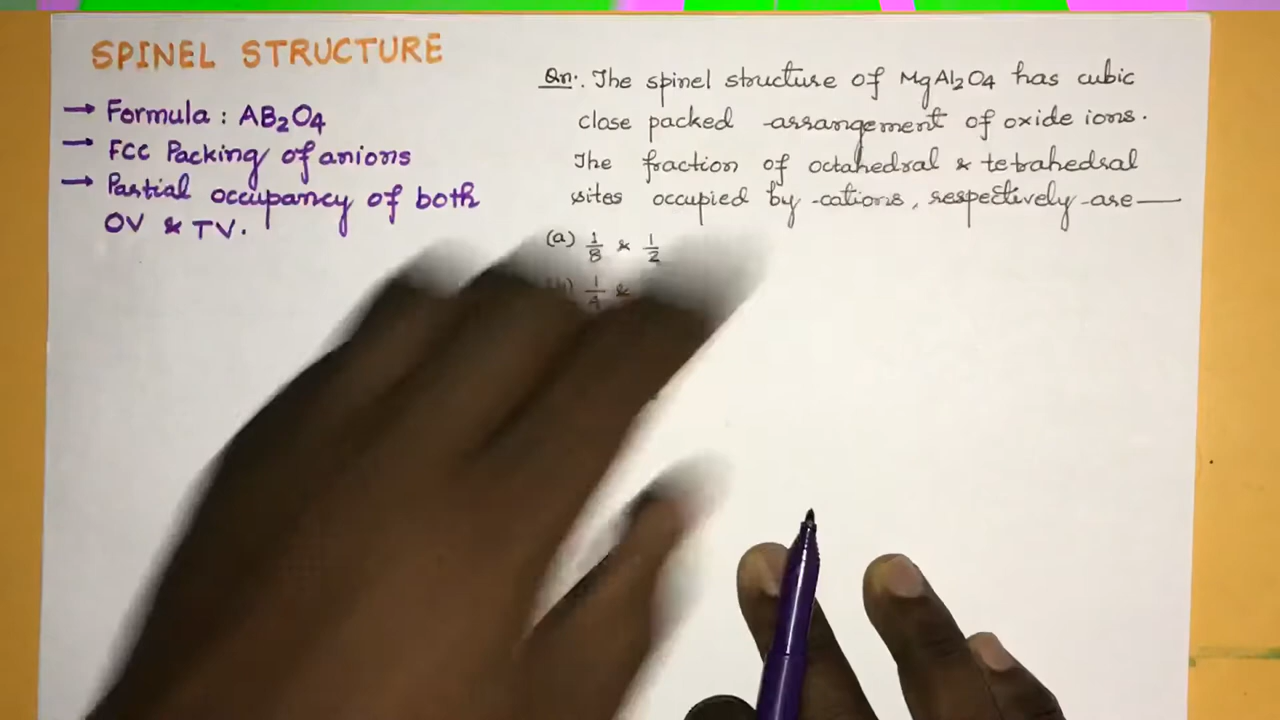 SPINEL STRUCTURE
→ Formula : AB₂O₄
→ FCC Packing of anions
→ Partial occupancy of both
OV & TV.
Qn. The spinel structure of MgAl₂O₄ has cubic
close packed arrangement of oxide ions.
The fraction of octahedral & tetrahedral
sites occupied by cations, respectively are —
(a) 1/8 & 1/2
1/4 &